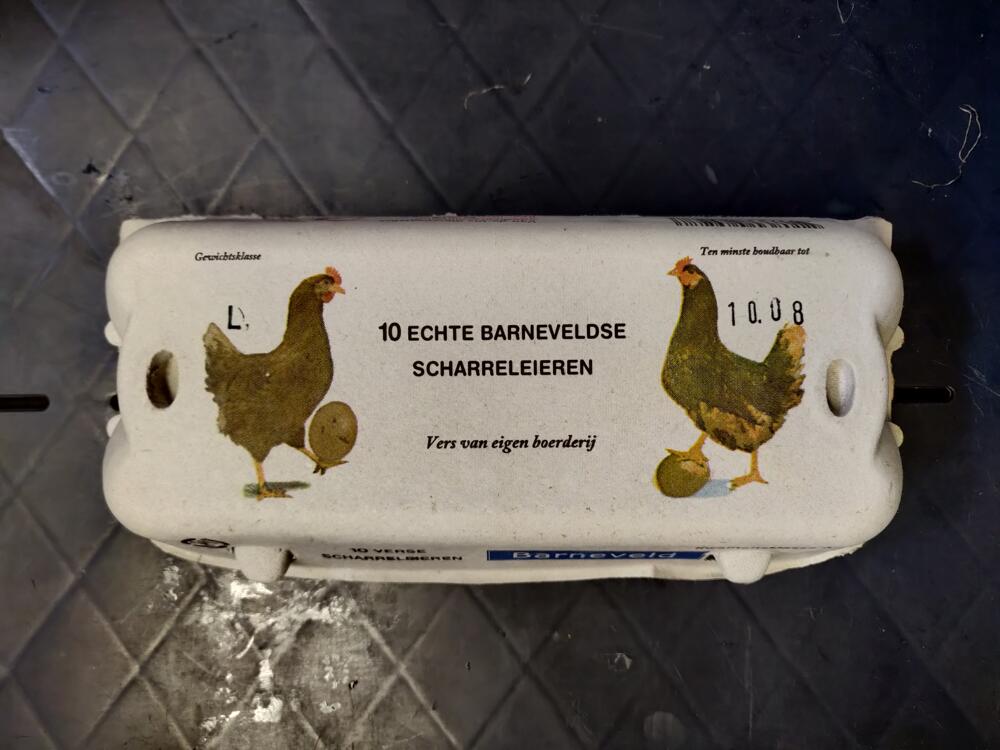 Gewichtsklasse
Ten minste houdbaar tot
L
10.08
10 ECHTE BARNEVELDSE
SCHARRELEIEREN
Vers van eigen boerderij
10 VERSE
SCHARRELEIEREN
Barneveld